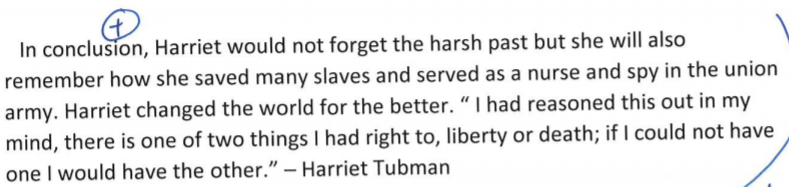 +
In conclusion, Harriet would not forget the harsh past but she will also
remember how she saved many slaves and served as a nurse and spy in the union
army. Harriet changed the world for the better. “ I had reasoned this out in my
mind, there is one of two things I had right to, liberty or death; if I could not have
one I would have the other.” – Harriet Tubman